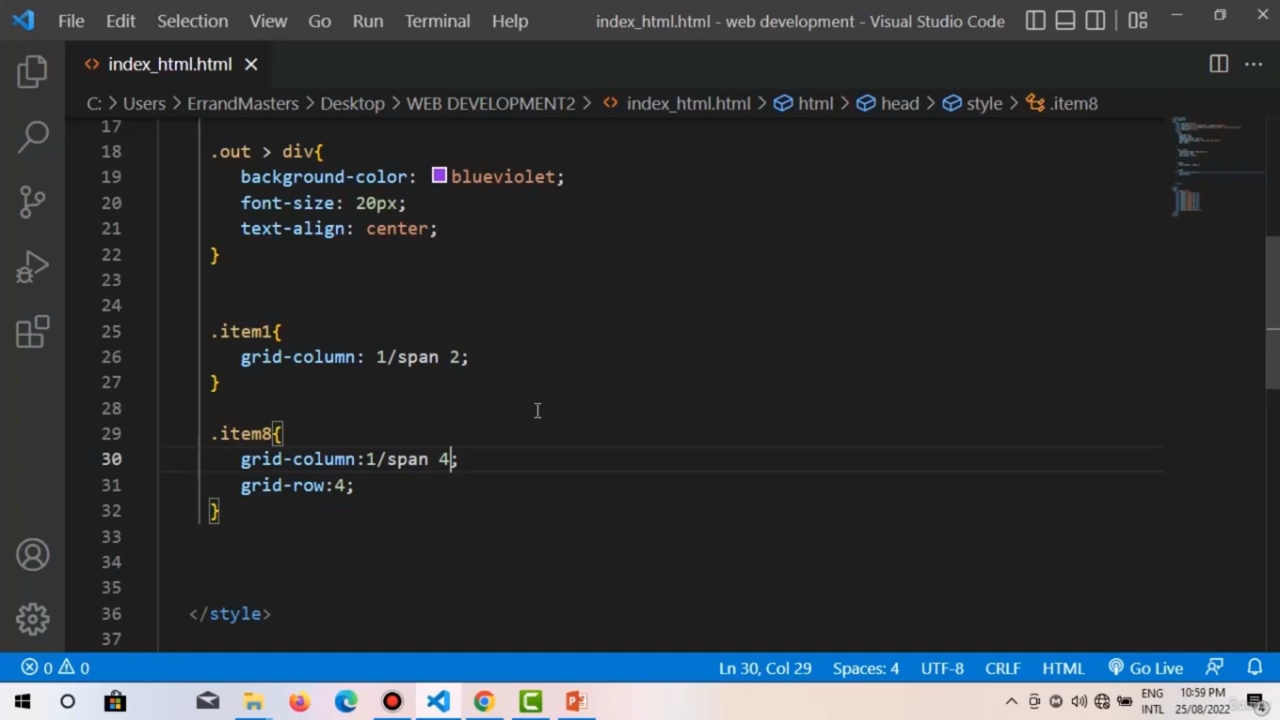 File Edit Selection View Go Run Terminal Help index_html.html - web development - Visual Studio Code
index_html.html
C: > Users > ErrandMasters > Desktop > WEB DEVELOPMENT2 > index_html.html > html > head > style > .item8
17
18 .out > div{
19 background-color: blueviolet;
20 font-size: 20px;
21 text-align: center;
22 }
23
24
25 .item1{
26 grid-column: 1/span 2;
27 }
28
29 .item8{
30 grid-column:1/span 4;
31 grid-row:4;
32 }
33
34
35
36 </style>
37
0 0 Ln 30, Col 29 Spaces: 4 UTF-8 CRLF HTML Go Live
ENG 10:59 PM
INTL 25/08/2022